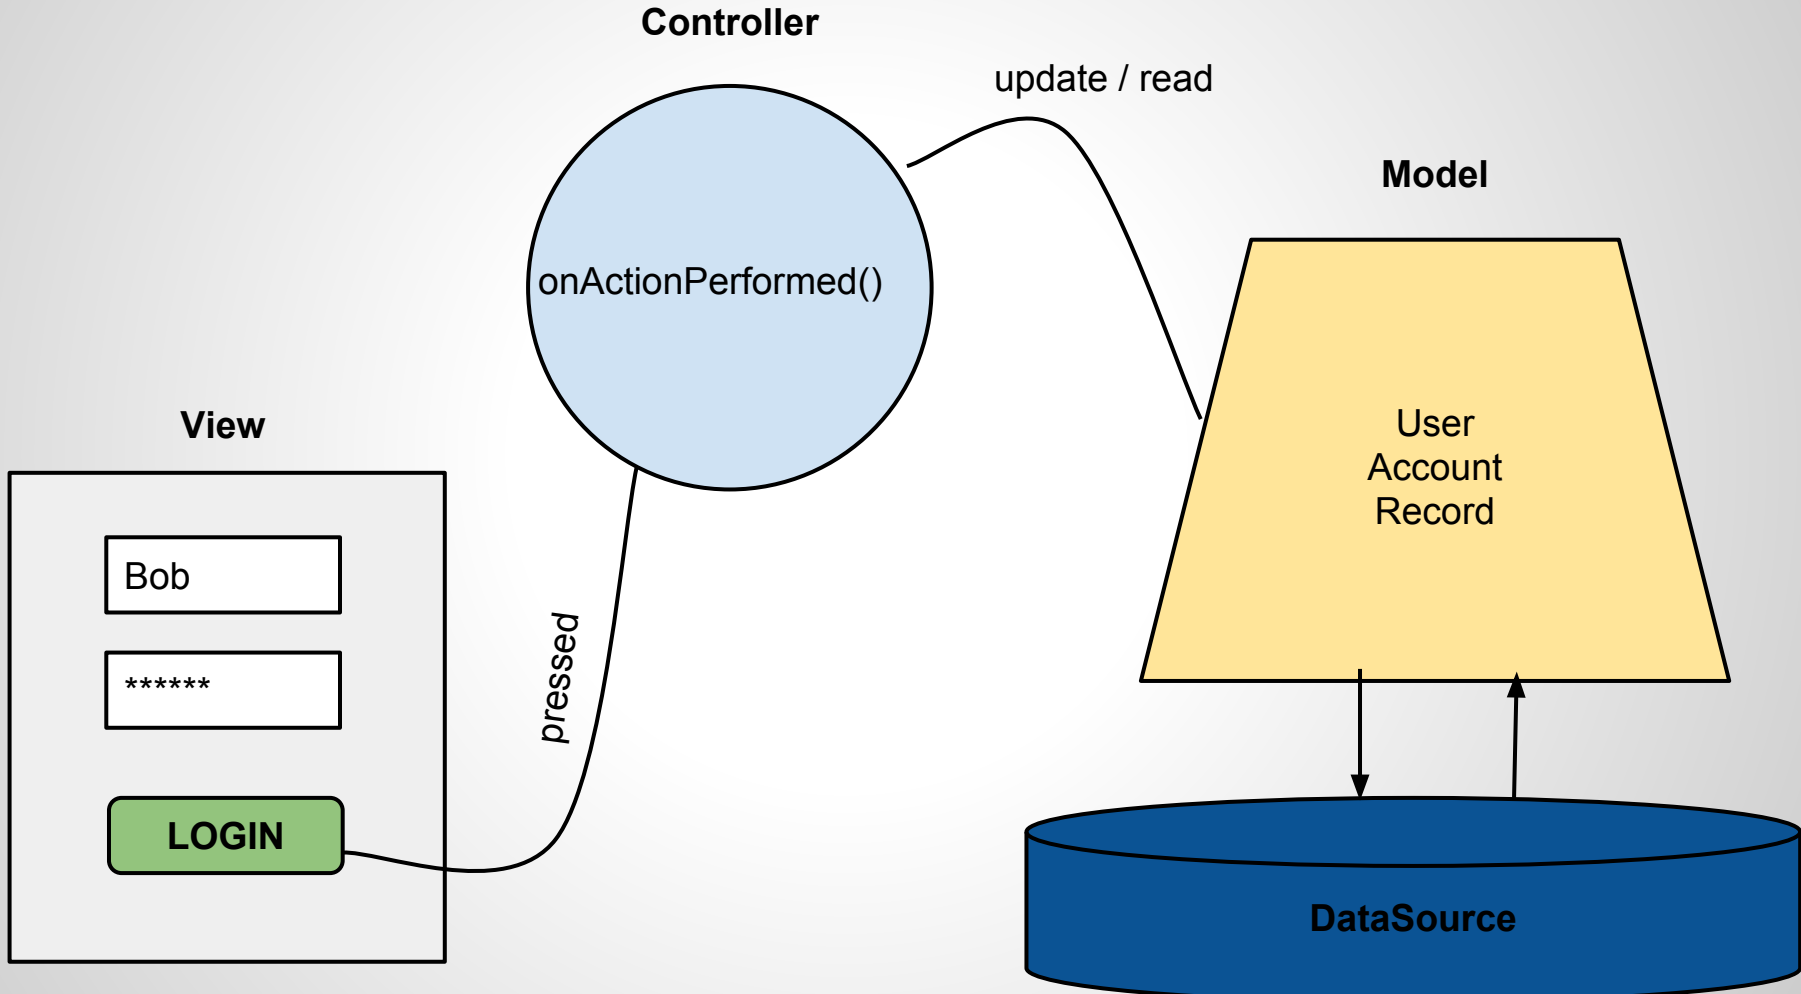 Controller
update / read
Model
onActionPerformed()
View
User
Account
Record
Bob
******
pressed
LOGIN
DataSource